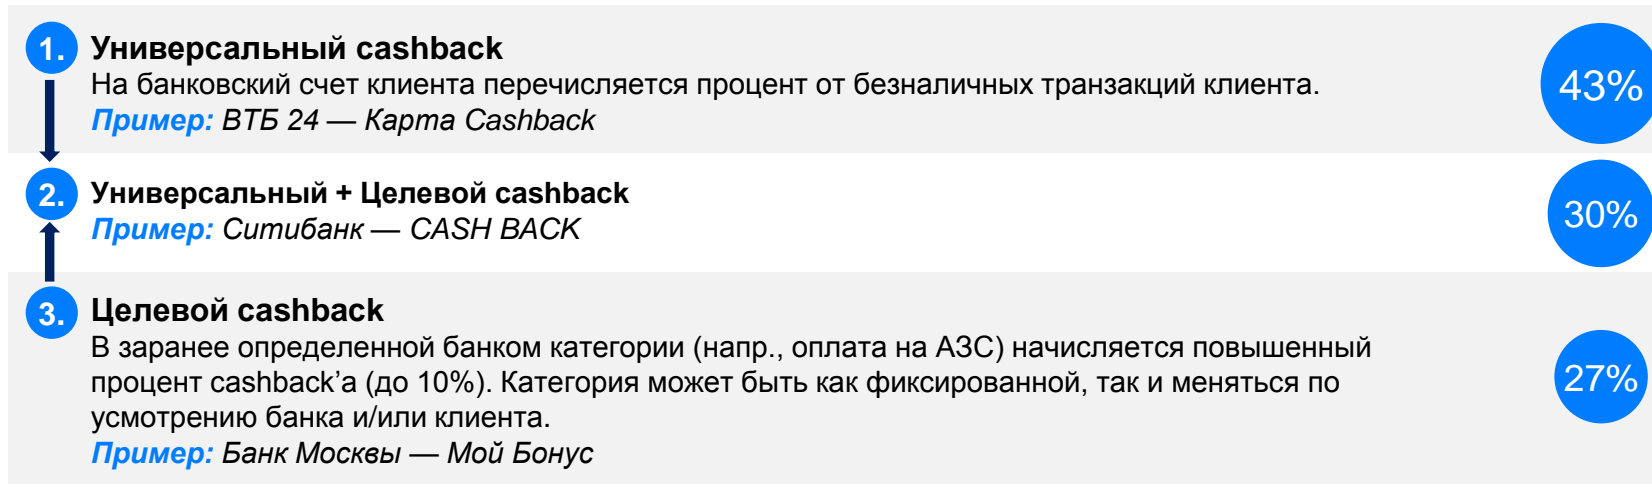 1. Универсальный cashback
На банковский счет клиента перечисляется процент от безналичных транзакций клиента.
Пример: ВТБ 24 — Карта Cashback
43%
2. Универсальный + Целевой cashback
Пример: Ситибанк — CASH BACK
30%
3. Целевой cashback
В заранее определенной банком категории (напр., оплата на АЗС) начисляется повышенный
процент cashback’а (до 10%). Категория может быть как фиксированной, так и меняться по
усмотрению банка и/или клиента.
Пример: Банк Москвы — Мой Бонус
27%